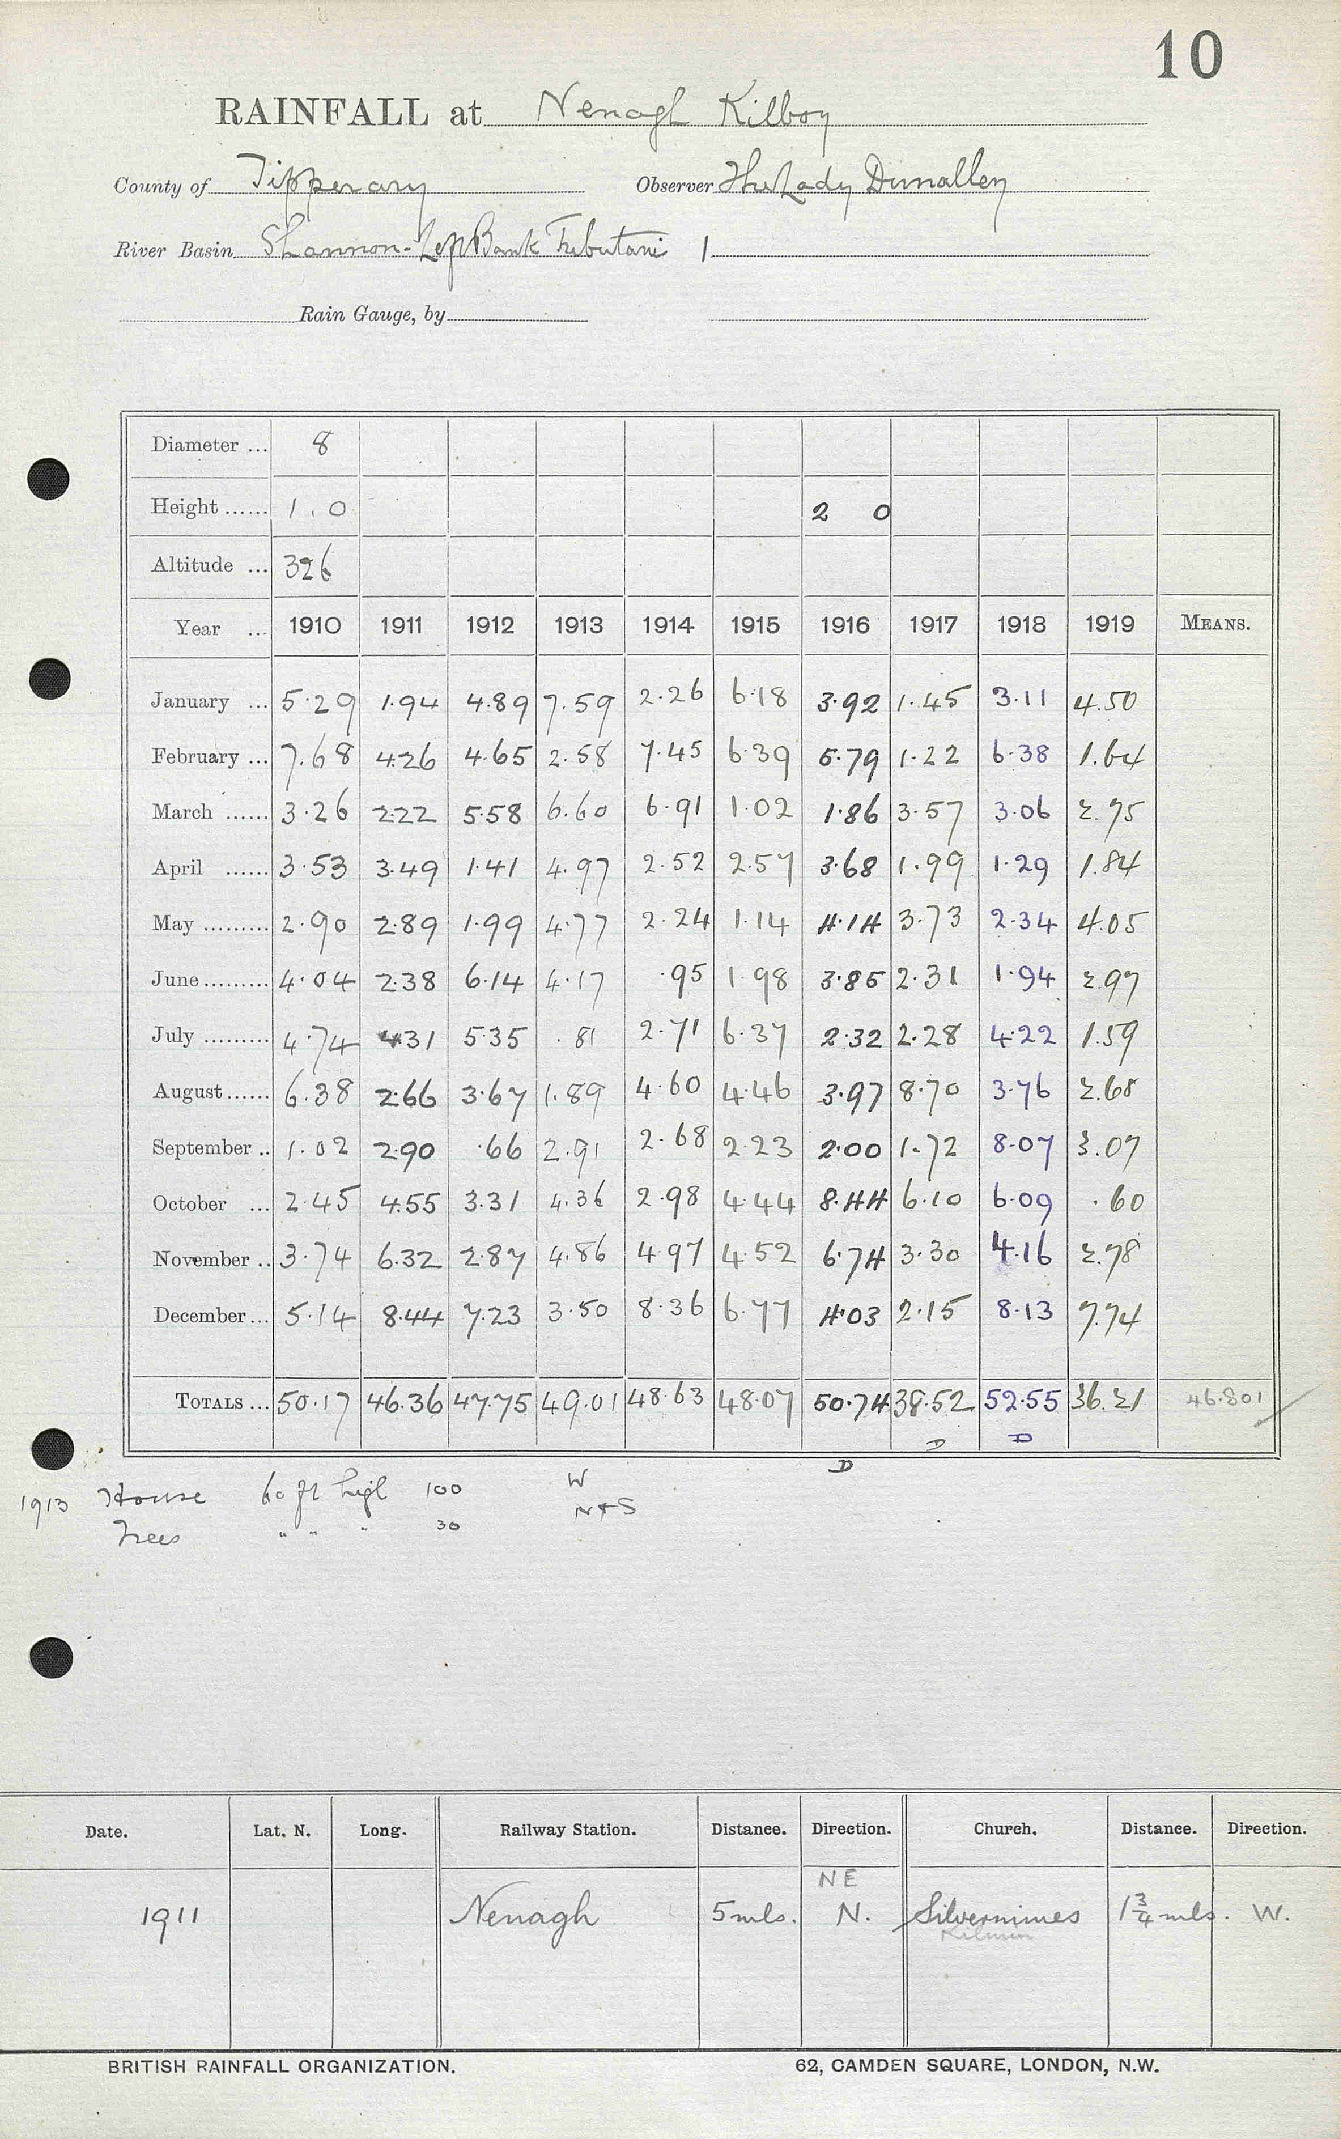 10
RAINFALL at Nenagh Kilboy
County of Tipperary Observer The Lady Dunalley
River Basin Shannon-Left Bank Tributari 1
Rain Gauge, by
Diameter ... 8
Height ...... 1.0 2 0
Altitude ... 326
Year ... 1910 1911 1912 1913 1914 1915 1916 1917 1918 1919 MEANS.
January ... 5.29 1.94 4.89 7.59 2.26 6.18 3.92 1.45 3.11 4.50
February ... 7.68 4.26 4.65 2.58 7.45 6.39 5.79 1.22 6.38 1.64
March ...... 3.26 2.22 5.58 6.60 6.91 1.02 1.86 3.57 3.06 2.75
April ...... 3.53 3.49 1.41 4.97 2.52 2.57 3.68 1.99 1.29 1.84
May ......... 2.90 2.89 1.99 4.77 2.24 1.14 4.14 3.73 2.34 4.05
June ......... 4.04 2.38 6.14 4.17 .95 1.98 3.85 2.31 1.94 2.97
July ......... 4.74 4.31 5.35 .81 2.71 6.37 2.32 2.28 4.22 1.59
August ...... 6.38 2.66 3.67 1.89 4.60 4.46 3.97 8.70 3.76 2.68
September .. 1.02 2.90 .66 2.91 2.68 2.23 2.00 1.72 8.07 3.07
October ... 2.45 4.55 3.31 4.36 2.98 4.44 8.44 6.10 6.09 .60
November .. 3.74 6.32 2.87 4.86 4.97 4.52 6.74 3.30 4.16 2.78
December ... 5.14 8.44 7.23 3.50 8.36 6.77 4.03 2.15 8.13 7.74
TOTALS ... 50.17 46.36 47.75 49.01 48.63 48.07 50.74 38.52 52.55 36.21 46.801
D D D
1913 House 60 ft high 100 W
Trees " " " 30 N+S
Date. Lat. N. Long. Railway Station. Distance. Direction. Church. Distance. Direction.
NE
1911 Nenagh 5 mls. N. Silvermines 1 3/4 mls. W.
BRITISH RAINFALL ORGANIZATION. 62, CAMDEN SQUARE, LONDON, N.W.